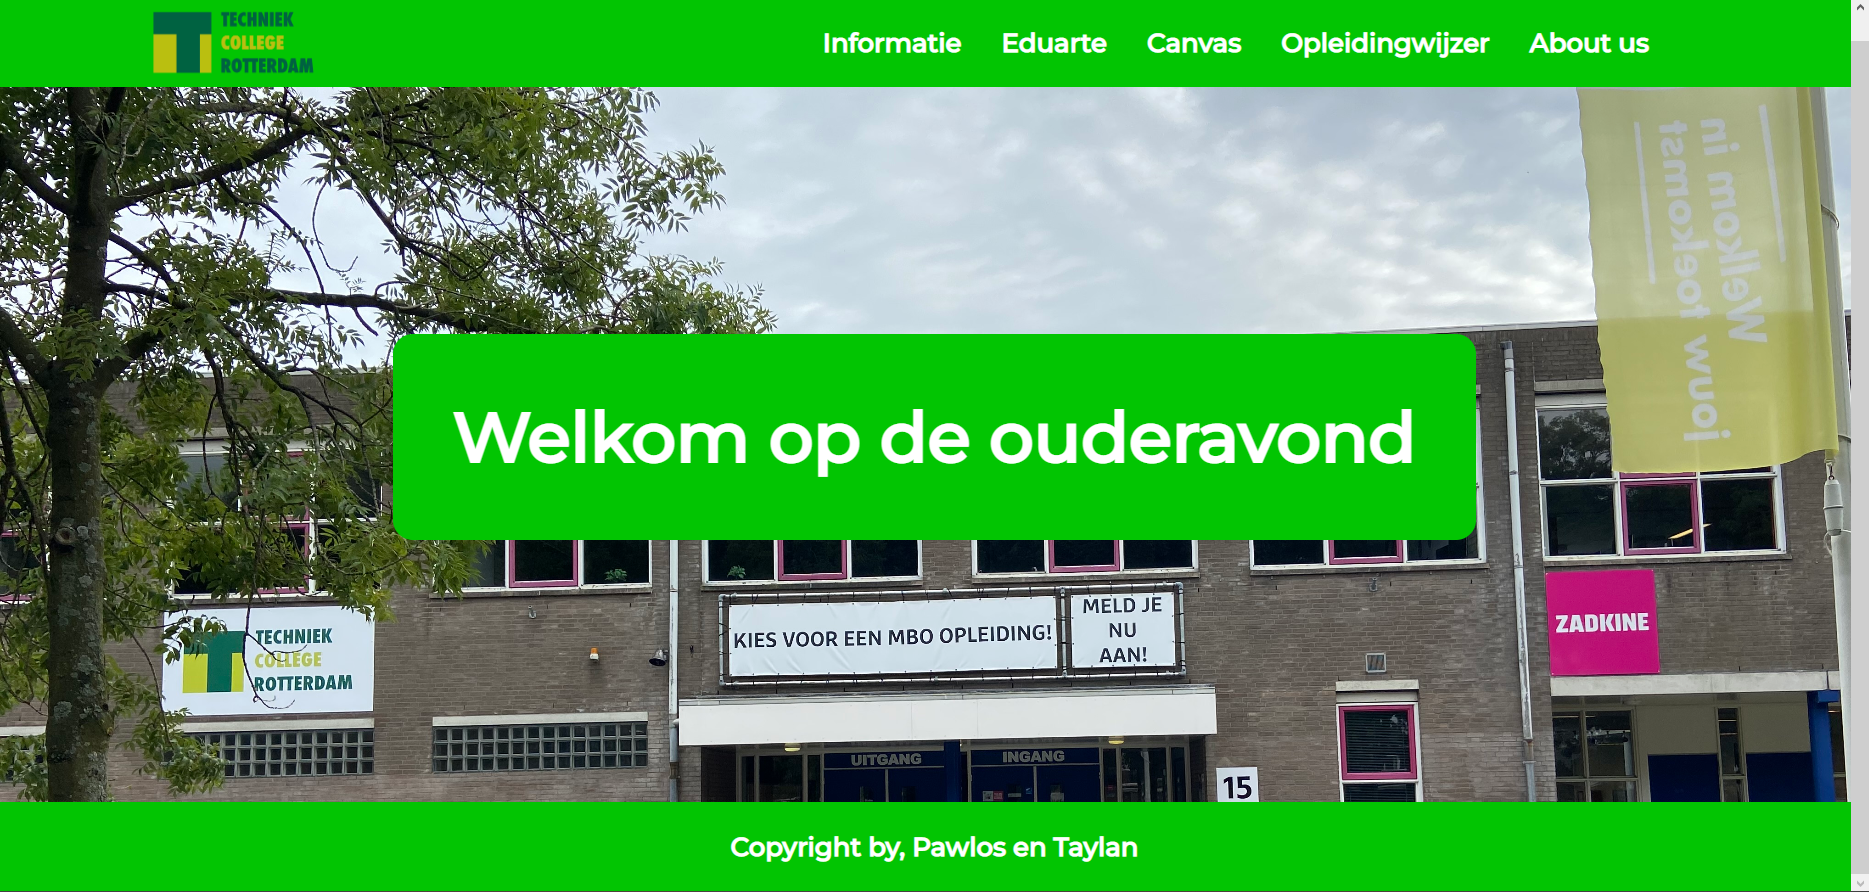 TECHNIEK
COLLEGE
ROTTERDAM
Informatie Eduarte Canvas Opleidingwijzer About us
Welkom in
jouw toekomst
Welkom op de ouderavond
TECHNIEK
COLLEGE
ROTTERDAM
KIES VOOR EEN MBO OPLEIDING!
MELD JE
NU
AAN!
ZADKINE
UITGANG
INGANG
15
Copyright by, Pawlos en Taylan